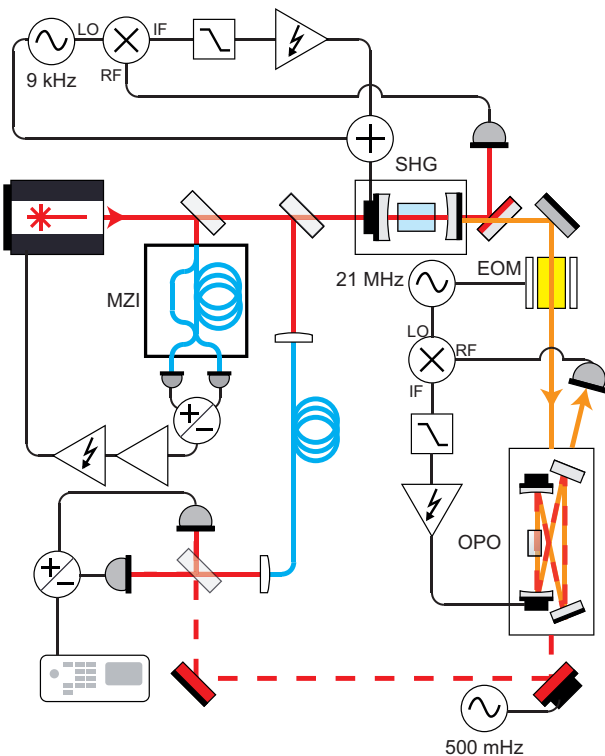 LO
IF
9 kHz
RF
SHG
MZI
21 MHz
EOM
LO
RF
IF
OPO
500 mHz